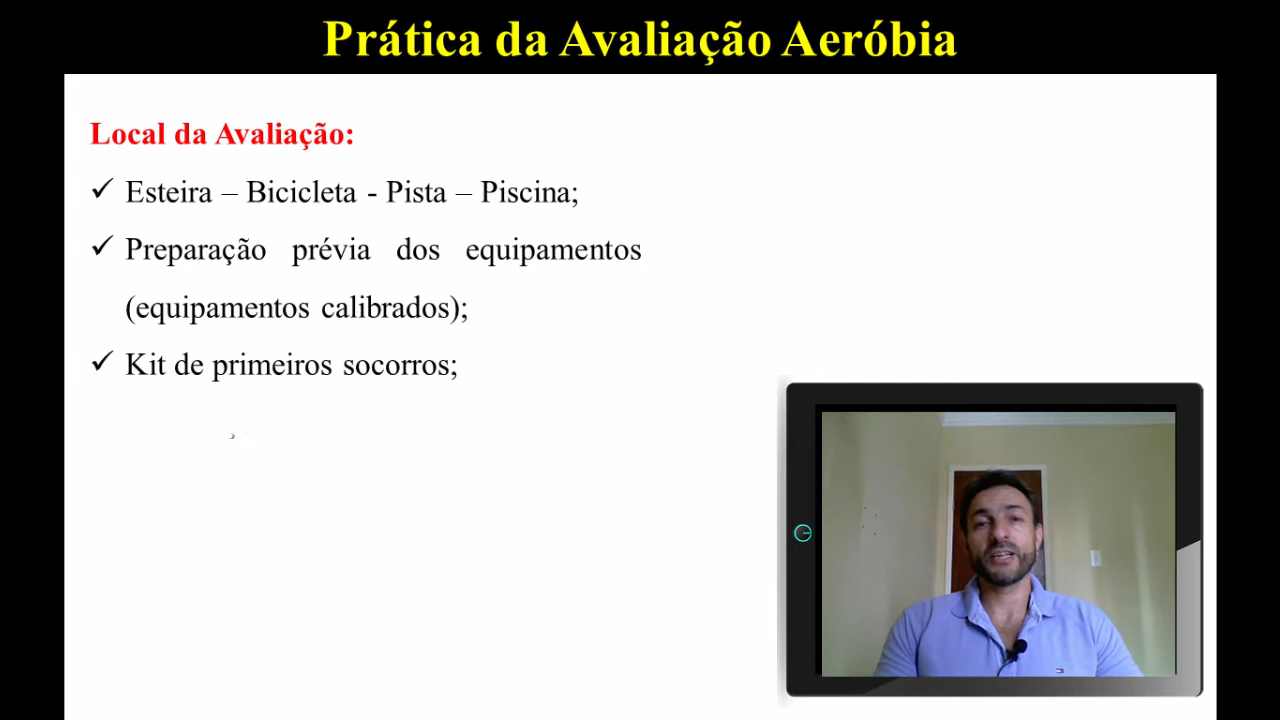 Prática da Avaliação Aeróbia
Local da Avaliação:
✓ Esteira – Bicicleta - Pista – Piscina;
✓ Preparação prévia dos equipamentos
(equipamentos calibrados);
✓ Kit de primeiros socorros;